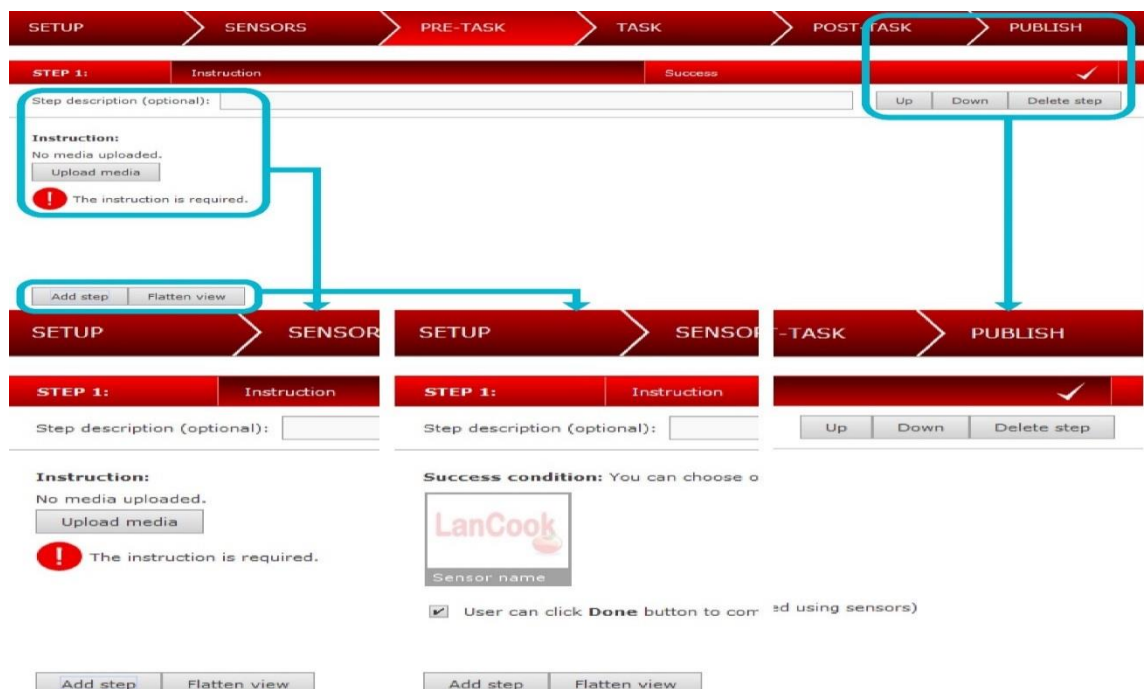 SETUP SENSORS PRE-TASK TASK POST-TASK PUBLISH
STEP 1: Instruction Success
Step description (optional): Up Down Delete step
Instruction:
No media uploaded.
Upload media
! The instruction is required.
Add step Flatten view
SETUP SENSOR
STEP 1: Instruction
Step description (optional):
Instruction:
No media uploaded.
Upload media
! The instruction is required.
Add step Flatten view
SETUP SENSO
STEP 1: Instruction
Step description (optional):
Success condition: You can choose o
LanCook
Sensor name
User can click Done button to com
Add step Flatten view
-TASK PUBLISH
Up Down Delete step
ed using sensors)